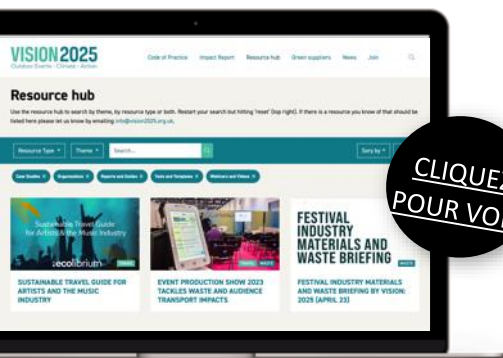 VISION2025
Outdoor Events - Climate - Action
Code of Practice Impact Report Resource hub Green suppliers News Join
Resource hub
Use the resource hub to search by theme, by resource type or both. Restart your search but hitting 'reset' (top right). If there is a resource you know of that should be
listed here please let us know by emailing info@vision2025.org.uk.
Resource Type Theme Search... Sory by
Case Studies X Organisations X Reports and Guides X Tools and Templates X Webinars and Videos X
CLIQUEZ
POUR VOI
Sustainable Travel Guide
for Artists & the Music Industry
ecolibrium
TRAVEL
TRAVEL WASTE
FESTIVAL
INDUSTRY
MATERIALS AND
WASTE BRIEFING
WASTE
SUSTAINABLE TRAVEL GUIDE FOR
ARTISTS AND THE MUSIC
INDUSTRY
EVENT PRODUCTION SHOW 2023
TACKLES WASTE AND AUDIENCE
TRANSPORT IMPACTS
FESTIVAL INDUSTRY MATERIALS
AND WASTE BRIEFING BY VISION:
2025 (APRIL 23)